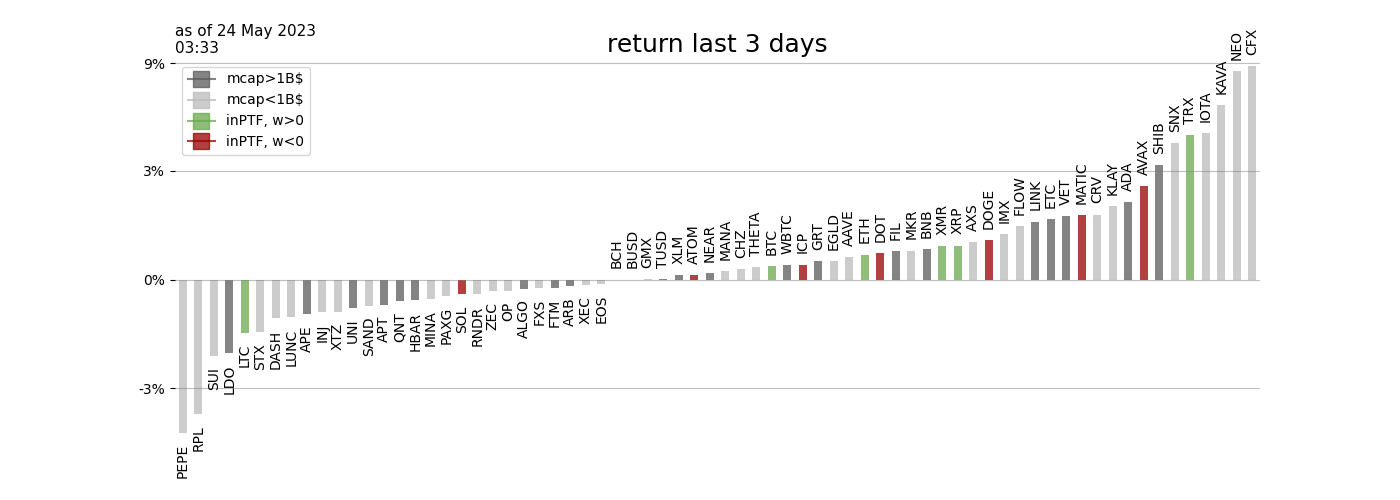 as of 24 May 2023
03:33
return last 3 days
9%
3%
0%
-3%
mcap>1B$
mcap<1B$
inPTF, w>0
inPTF, w<0
PEPE
RPL
SUI
LDO
LTC
STX
DASH
LUNC
APE
INJ
XTZ
UNI
SAND
APT
QNT
HBAR
MINA
PAXG
SOL
RNDR
ZEC
OP
ALGO
FXS
FTM
ARB
XEC
EOS
BCH
BUSD
GMX
TUSD
XLM
ATOM
NEAR
MANA
CHZ
THETA
BTC
WBTC
ICP
GRT
EGLD
AAVE
ETH
DOT
FIL
MKR
BNB
XMR
XRP
AXS
DOGE
IMX
FLOW
LINK
ETC
VET
MATIC
CRV
KLAY
ADA
AVAX
SHIB
SNX
TRX
IOTA
KAVA
NEO
CFX